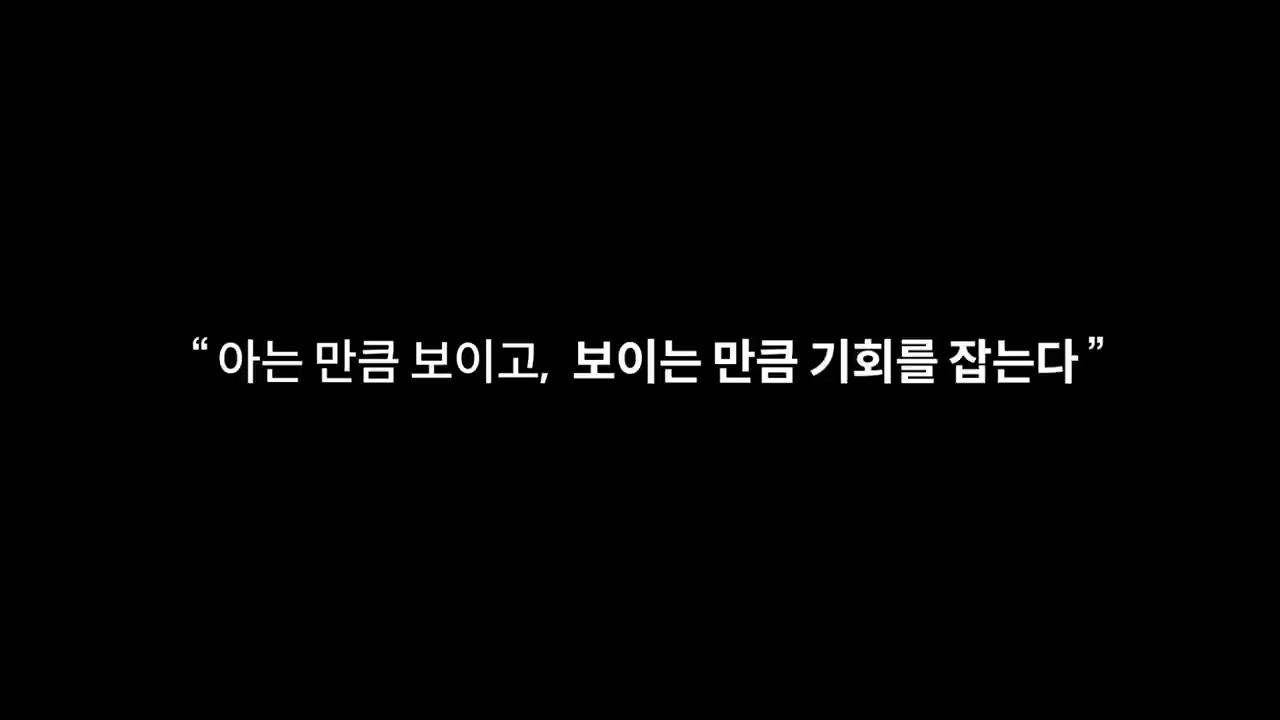 “ 아는 만큼 보이고, 보이는 만큼 기회를 잡는다 ”